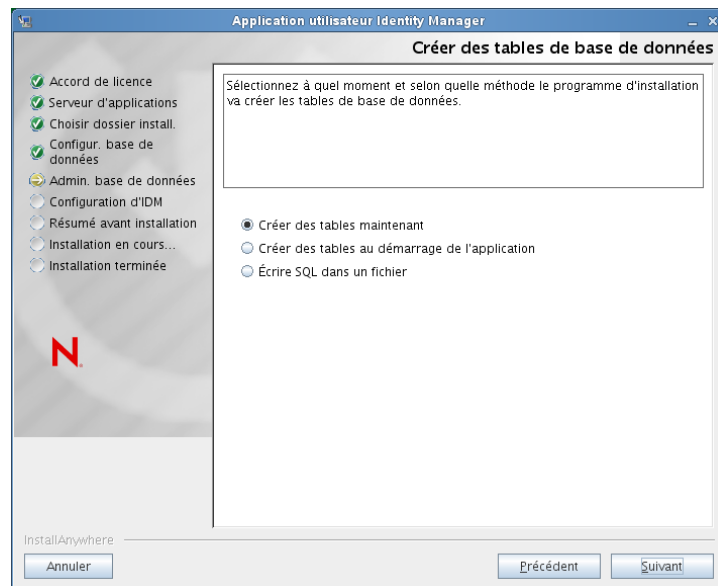 Application utilisateur Identity Manager
Créer des tables de base de données
Accord de licence
Serveur d'applications
Choisir dossier install.
Configur. base de
données
Admin. base de données
Configuration d'IDM
Résumé avant installation
Installation en cours...
Installation terminée
N
Sélectionnez à quel moment et selon quelle méthode le programme d'installation
va créer les tables de base de données.
Créer des tables maintenant
Créer des tables au démarrage de l'application
Écrire SQL dans un fichier
InstallAnywhere
Annuler
Précédent
Suivant